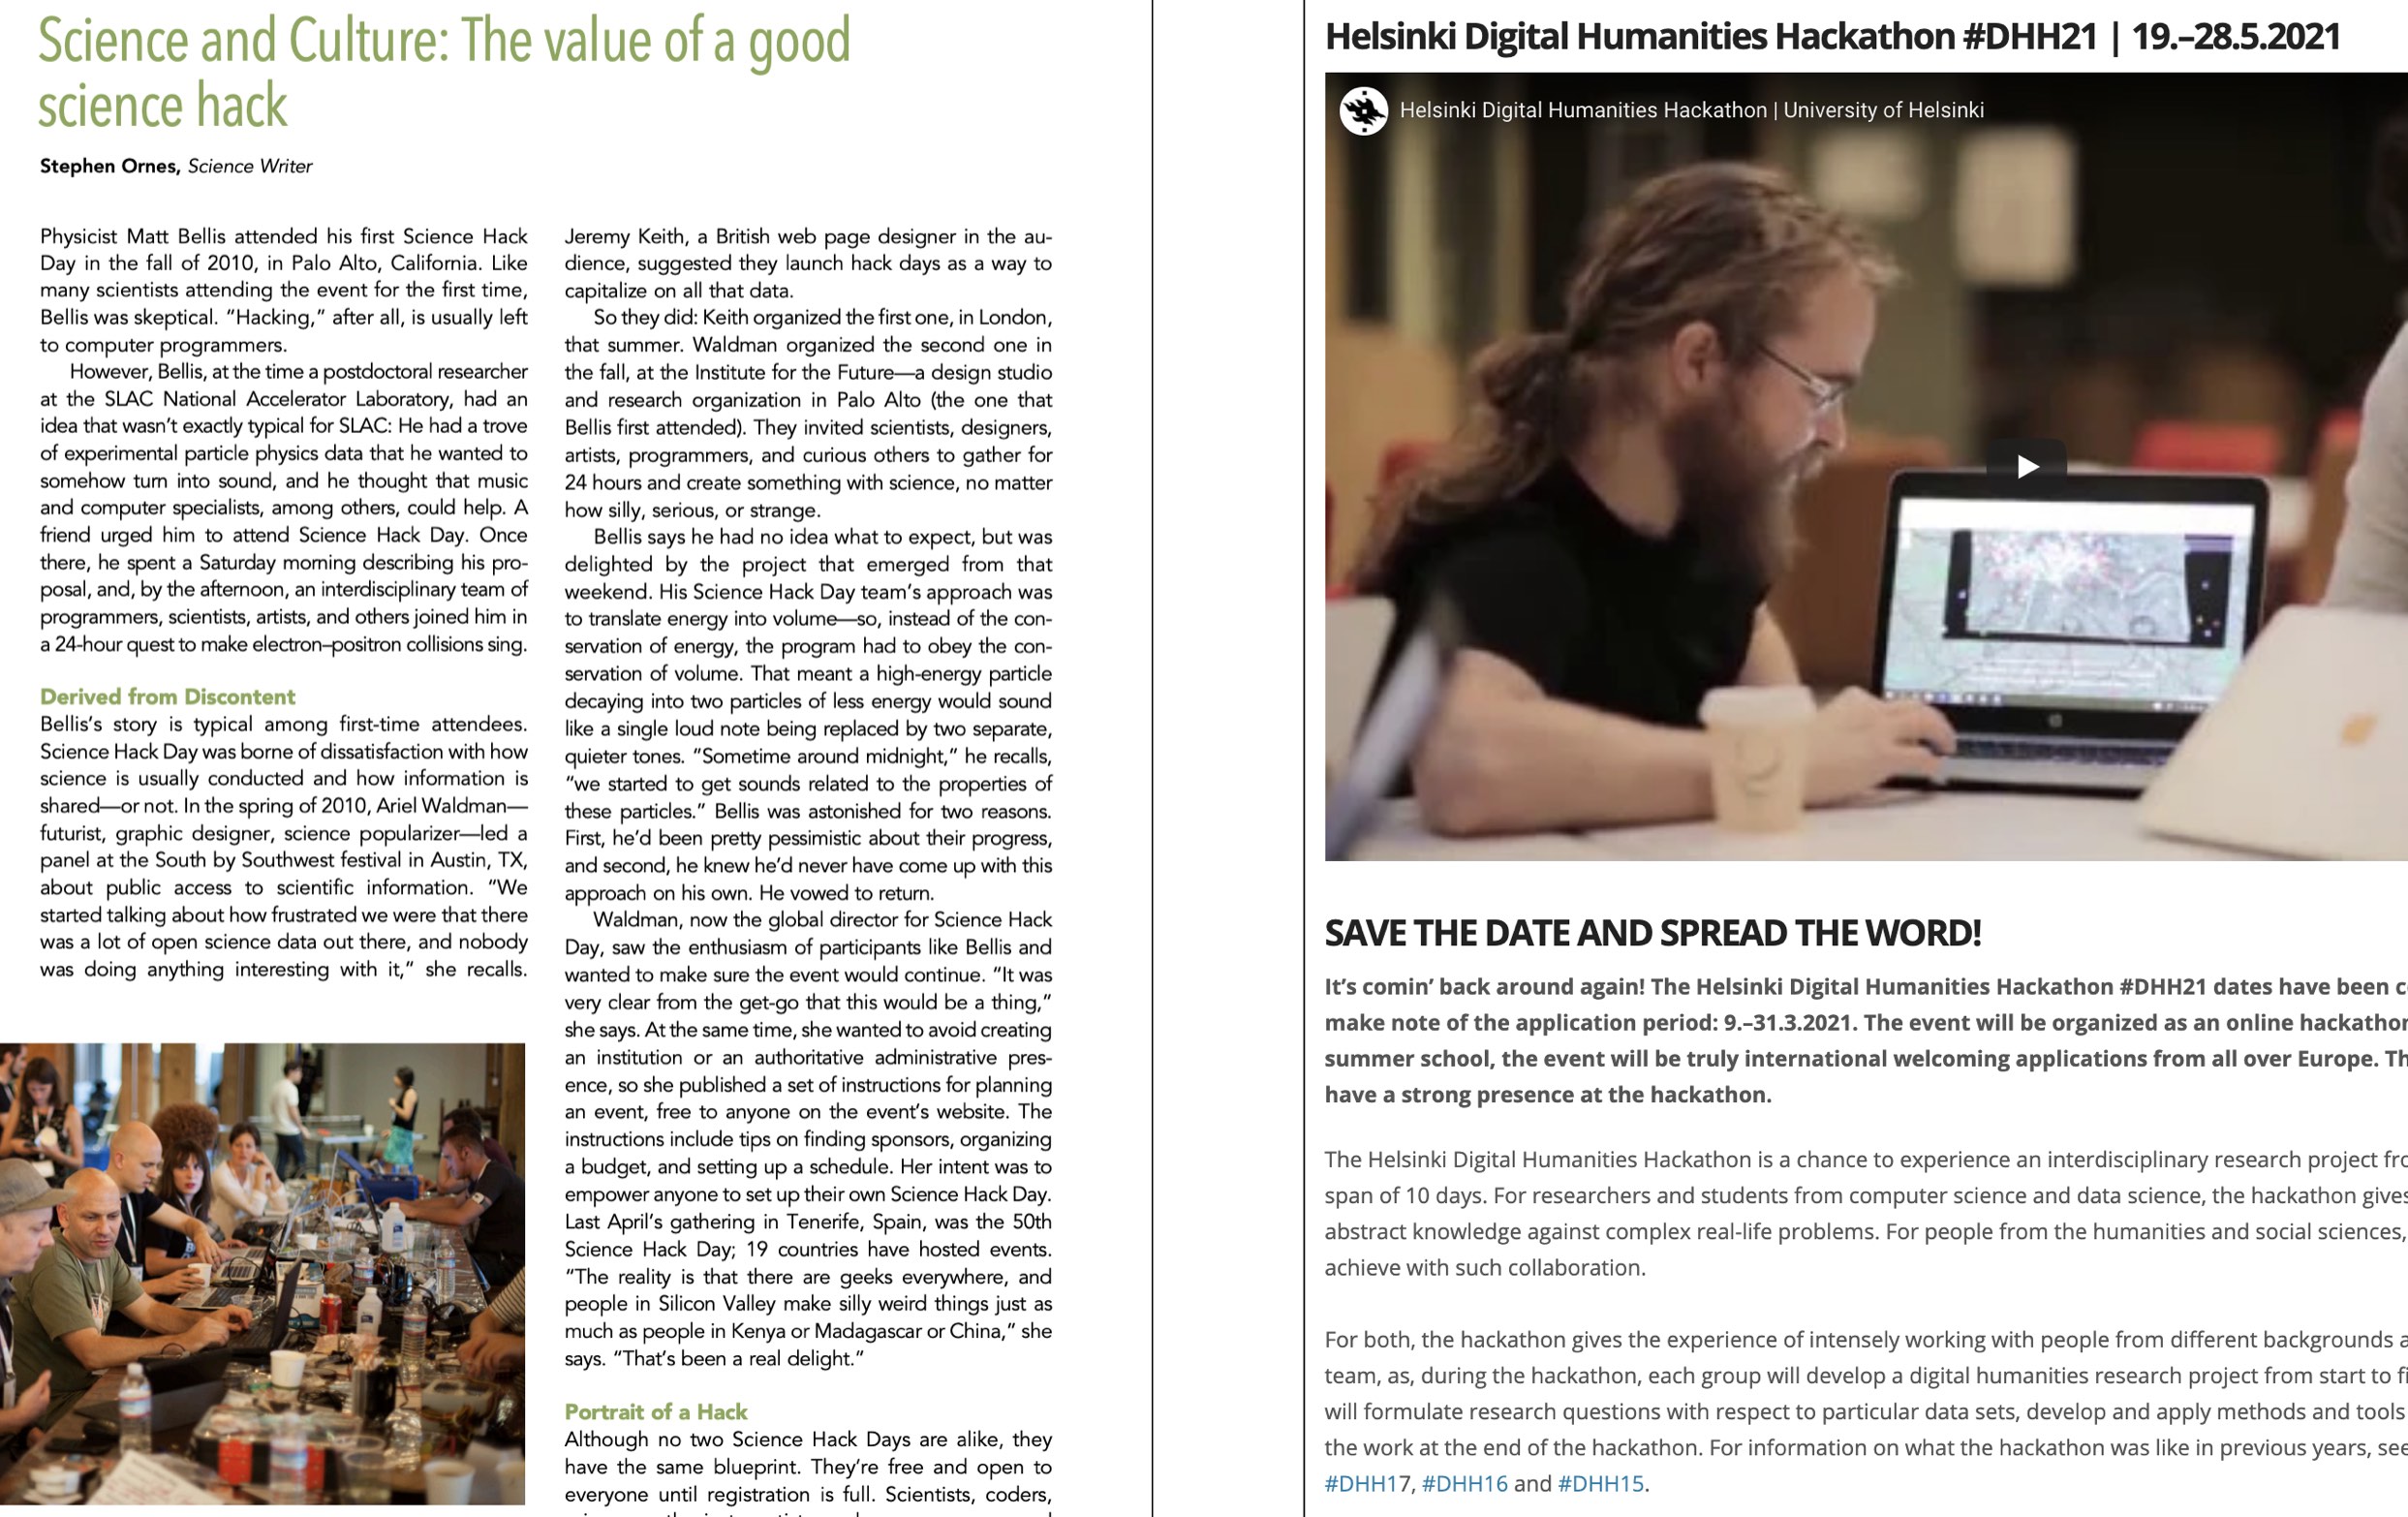 Science and Culture: The value of a good
science hack
Stephen Ornes, Science Writer
Physicist Matt Bellis attended his first Science Hack
Day in the fall of 2010, in Palo Alto, California. Like
many scientists attending the event for the first time,
Bellis was skeptical. “Hacking,” after all, is usually left
to computer programmers.
However, Bellis, at the time a postdoctoral researcher
at the SLAC National Accelerator Laboratory, had an
idea that wasn’t exactly typical for SLAC: He had a trove
of experimental particle physics data that he wanted to
somehow turn into sound, and he thought that music
and computer specialists, among others, could help. A
friend urged him to attend Science Hack Day. Once
there, he spent a Saturday morning describing his pro-
posal, and, by the afternoon, an interdisciplinary team of
programmers, scientists, artists, and others joined him in
a 24-hour quest to make electron–positron collisions sing.
Derived from Discontent
Bellis’s story is typical among first-time attendees.
Science Hack Day was borne of dissatisfaction with how
science is usually conducted and how information is
shared—or not. In the spring of 2010, Ariel Waldman—
futurist, graphic designer, science popularizer—led a
panel at the South by Southwest festival in Austin, TX,
about public access to scientific information. “We
started talking about how frustrated we were that there
was a lot of open science data out there, and nobody
was doing anything interesting with it,” she recalls.
Jeremy Keith, a British web page designer in the au-
dience, suggested they launch hack days as a way to
capitalize on all that data.
So they did: Keith organized the first one, in London,
that summer. Waldman organized the second one in
the fall, at the Institute for the Future—a design studio
and research organization in Palo Alto (the one that
Bellis first attended). They invited scientists, designers,
artists, programmers, and curious others to gather for
24 hours and create something with science, no matter
how silly, serious, or strange.
Bellis says he had no idea what to expect, but was
delighted by the project that emerged from that
weekend. His Science Hack Day team’s approach was
to translate energy into volume—so, instead of the con-
servation of energy, the program had to obey the con-
servation of volume. That meant a high-energy particle
decaying into two particles of less energy would sound
like a single loud note being replaced by two separate,
quieter tones. “Sometime around midnight,” he recalls,
“we started to get sounds related to the properties of
these particles.” Bellis was astonished for two reasons.
First, he’d been pretty pessimistic about their progress,
and second, he knew he’d never have come up with this
approach on his own. He vowed to return.
Waldman, now the global director for Science Hack
Day, saw the enthusiasm of participants like Bellis and
wanted to make sure the event would continue. “It was
very clear from the get-go that this would be a thing,”
she says. At the same time, she wanted to avoid creating
an institution or an authoritative administrative pres-
ence, so she published a set of instructions for planning
an event, free to anyone on the event’s website. The
instructions include tips on finding sponsors, organizing
a budget, and setting up a schedule. Her intent was to
empower anyone to set up their own Science Hack Day.
Last April’s gathering in Tenerife, Spain, was the 50th
Science Hack Day; 19 countries have hosted events.
“The reality is that there are geeks everywhere, and
people in Silicon Valley make silly weird things just as
much as people in Kenya or Madagascar or China,” she
says. “That’s been a real delight.”
Portrait of a Hack
Although no two Science Hack Days are alike, they
have the same blueprint. They’re free and open to
everyone until registration is full. Scientists, coders,
Helsinki Digital Humanities Hackathon #DHH21 | 19.–28.5.2021
Helsinki Digital Humanities Hackathon | University of Helsinki
SAVE THE DATE AND SPREAD THE WORD!
It’s comin’ back around again! The Helsinki Digital Humanities Hackathon #DHH21 dates have been
make note of the application period: 9.–31.3.2021. The event will be organized as an online
summer school, the event will be truly international welcoming applications from all over Europe.
have a strong presence at the hackathon.
The Helsinki Digital Humanities Hackathon is a chance to experience an interdisciplinary research project
span of 10 days. For researchers and students from computer science and data science, the hackathon gives
abstract knowledge against complex real-life problems. For people from the humanities and social sciences,
achieve with such collaboration.
For both, the hackathon gives the experience of intensely working with people from different backgrounds
team, as, during the hackathon, each group will develop a digital humanities research project from start to
will formulate research questions with respect to particular data sets, develop and apply methods and tools
the work at the end of the hackathon. For information on what the hackathon was like in previous years, see
#DHH17, #DHH16 and #DHH15.